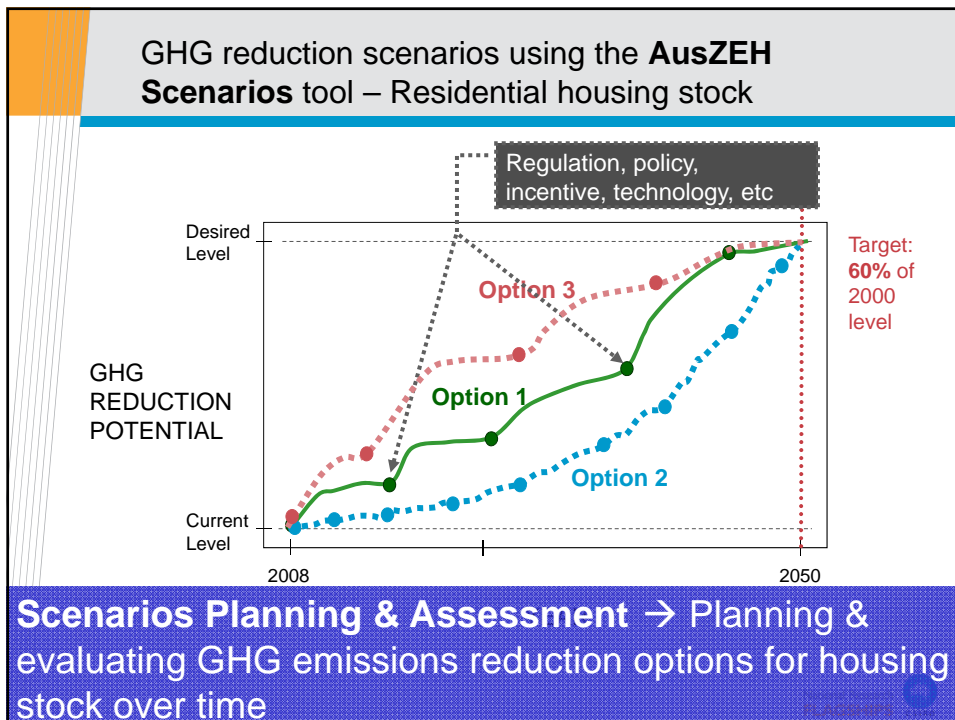 GHG reduction scenarios using the AusZEH
Scenarios tool – Residential housing stock
Regulation, policy,
incentive, technology, etc
Desired
Level
Target:
60% of
2000
level
Option 3
GHG
REDUCTION
POTENTIAL
Option 1
Option 2
Current
Level
2008
2050
Scenarios Planning & Assessment → Planning &
evaluating GHG emissions reduction options for housing
stock over time